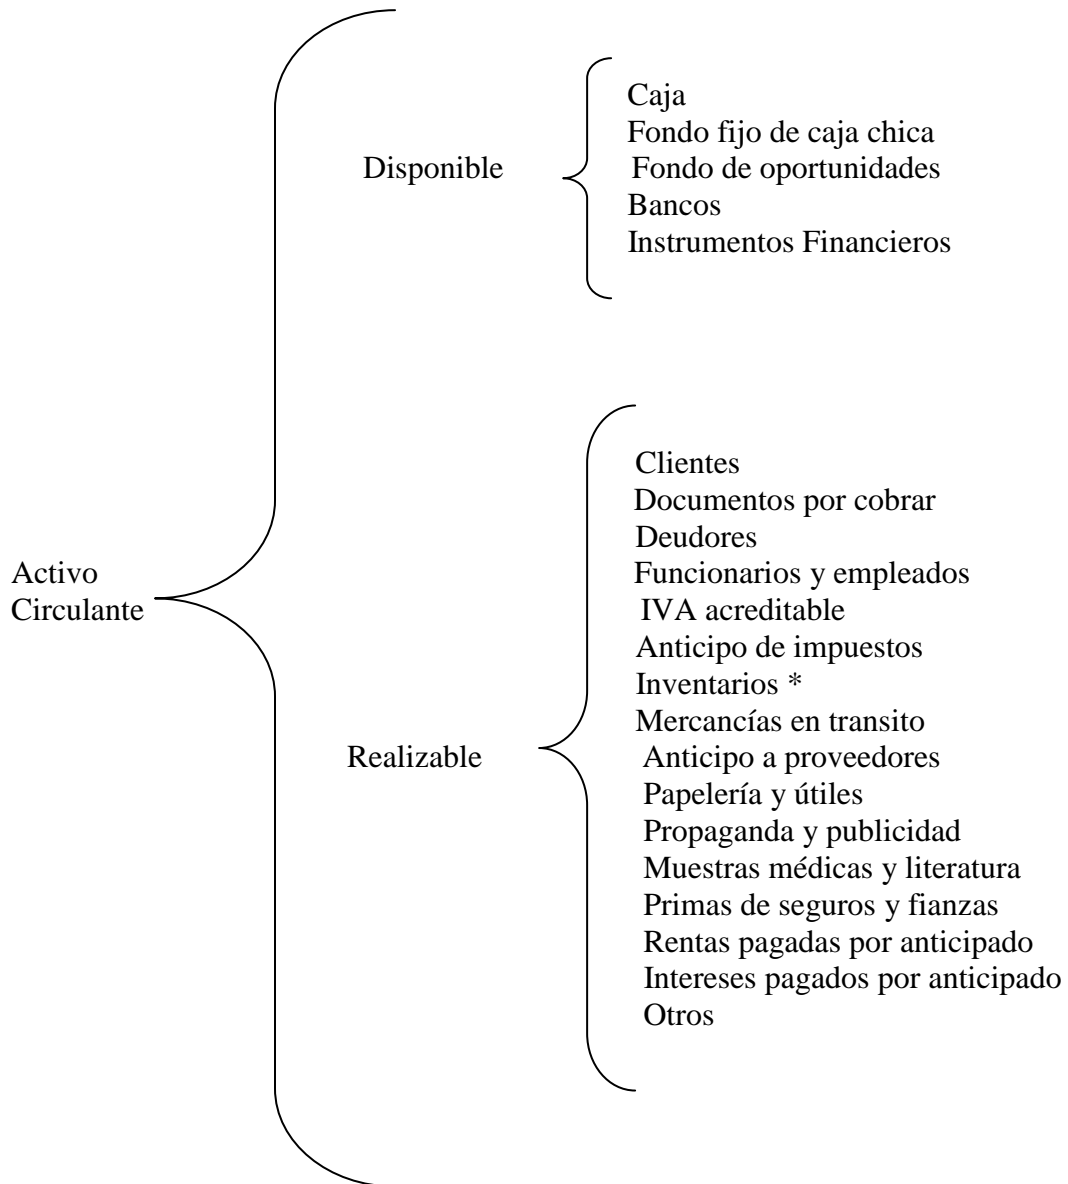 Activo
Circulante
Disponible
Caja
Fondo fijo de caja chica
Fondo de oportunidades
Bancos
Instrumentos Financieros
Realizable
Clientes
Documentos por cobrar
Deudores
Funcionarios y empleados
IVA acreditable
Anticipo de impuestos
Inventarios *
Mercancías en transito
Anticipo a proveedores
Papelería y útiles
Propaganda y publicidad
Muestras médicas y literatura
Primas de seguros y fianzas
Rentas pagadas por anticipado
Intereses pagados por anticipado
Otros